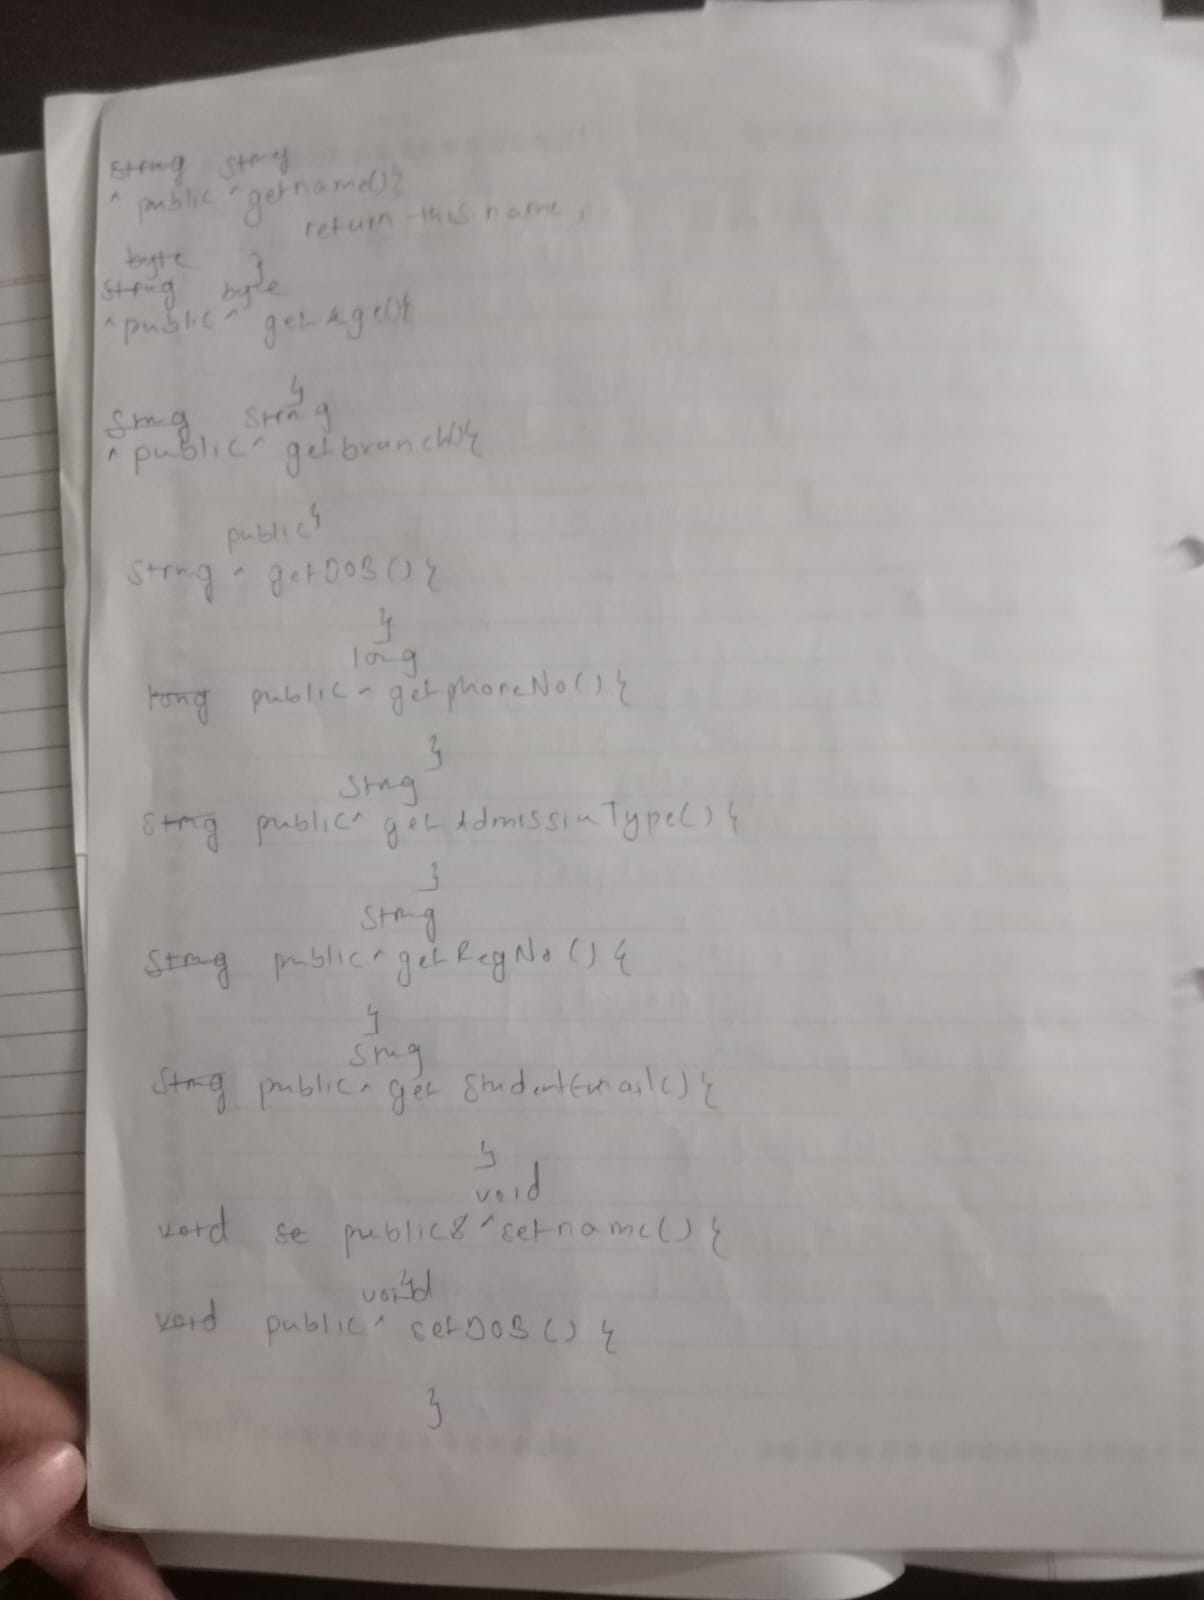 String String
^ public ^ getname(){
return this name;
}
byte
String byte
^ public ^ getAge(){
}
String String
^ public ^ getbranch(){
}
public
String ^ getDOB(){
}
long
long public ^ getphoneNo(){
}
String
String public ^ getAdmissionType(){
}
String
String public ^ getRegNo(){
}
String
String public ^ get StudentEmail(){
}
void
void se public ^ setname(){
}
void
void public ^ setDOB(){
}